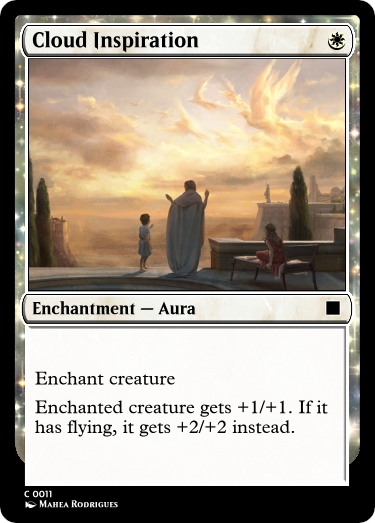 Cloud Inspiration
Enchantment — Aura
Enchant creature
Enchanted creature gets +1/+1. If it
has flying, it gets +2/+2 instead.
C 0011
Mahea Rodrigues